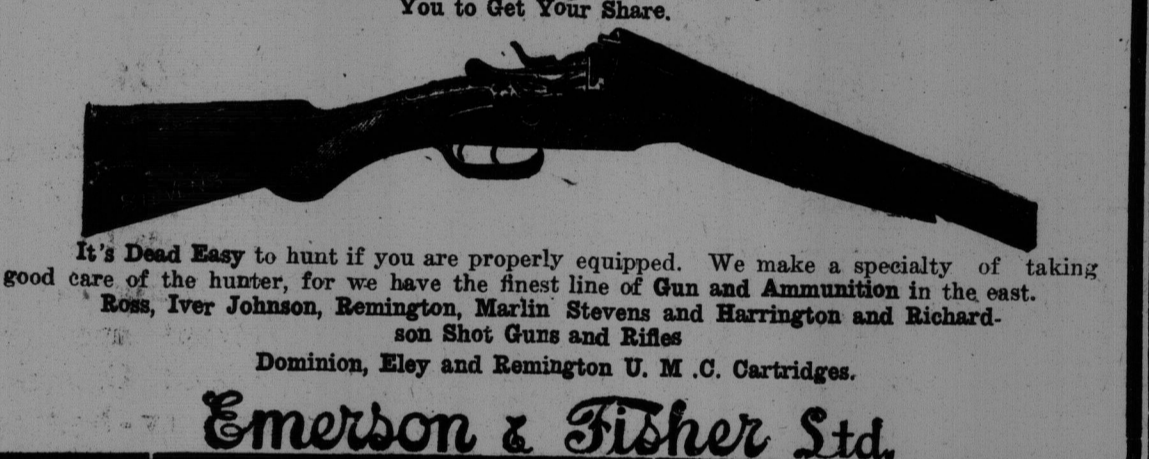 You to Get Your Share.
It's Dead Easy to hunt if you are properly equipped. We make a specialty of taking
good care of the hunter, for we have the finest line of Gun and Ammunition in the east.
Ross, Iver Johnson, Remington, Marlin Stevens and Harrington and Richard-
son Shot Guns and Rifles
Dominion, Eley and Remington U. M .C. Cartridges.
Emerson & Fisher Ltd.